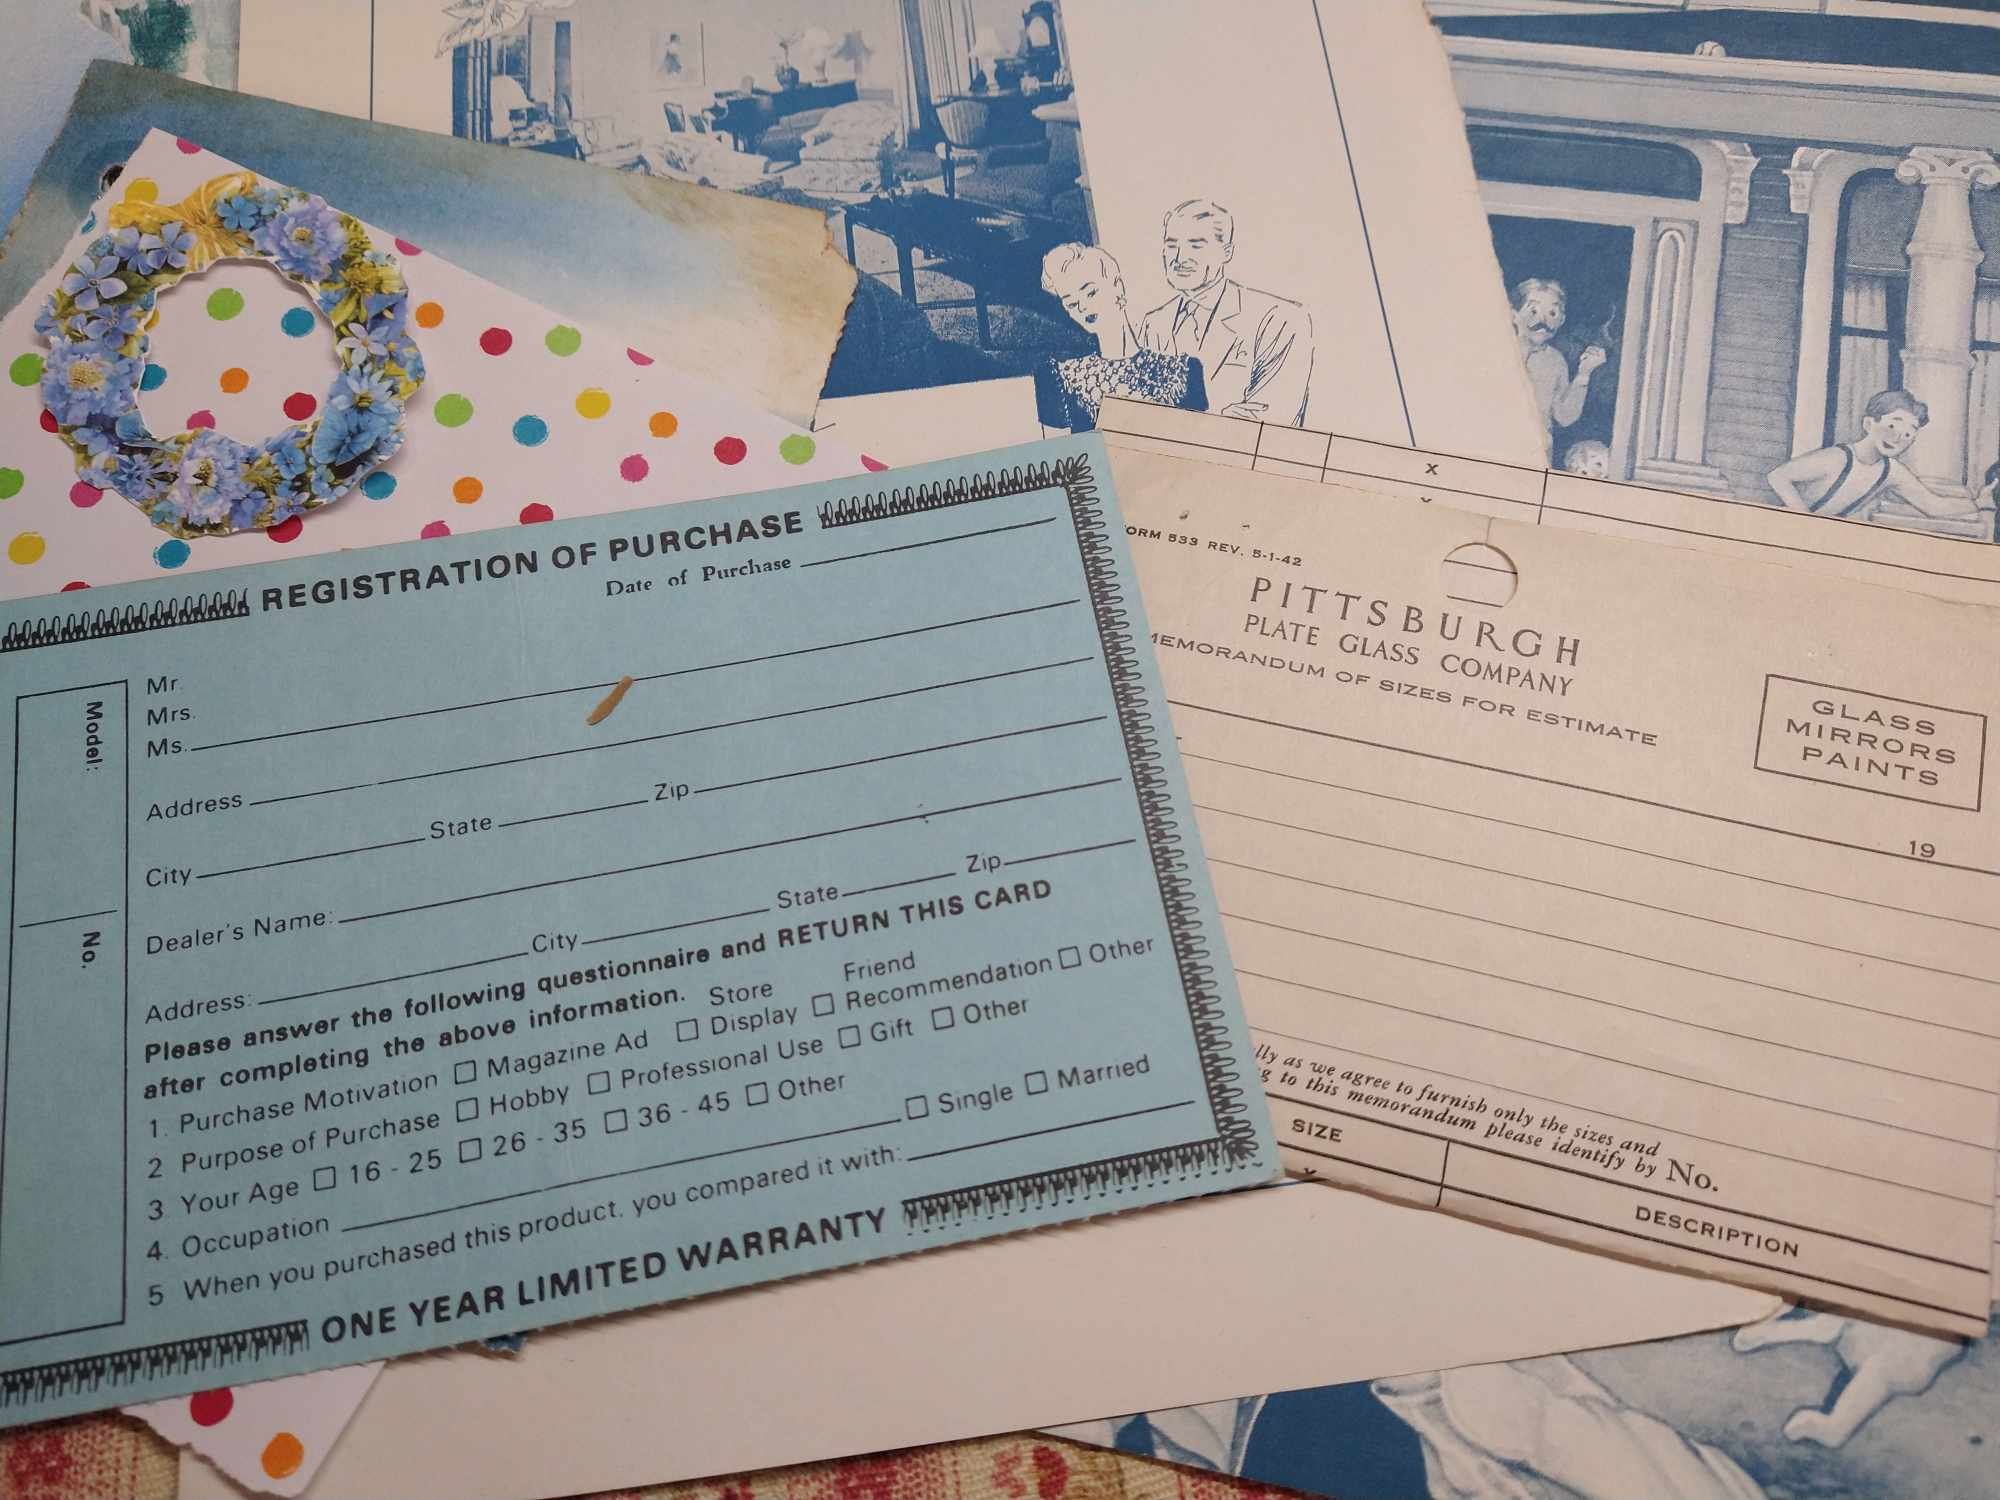 REGISTRATION OF PURCHASE
Date of Purchase
Model:
No.
Mr.
Mrs.
Ms.
Address
City State Zip
Dealer's Name:
Address: City State Zip
Please answer the following questionnaire and RETURN THIS CARD
after completing the above information.
1. Purchase Motivation □ Magazine Ad □ Store Display □ Friend Recommendation □ Other
2 Purpose of Purchase □ Hobby □ Professional Use □ Gift □ Other
3 Your Age □ 16 - 25 □ 26 - 35 □ 36 - 45 □ Other
4. Occupation □ Single □ Married
5 When you purchased this product, you compared it with:
ONE YEAR LIMITED WARRANTY
X
FORM 533 REV. 5-1-42
PITTSBURGH
PLATE GLASS COMPANY
MEMORANDUM OF SIZES FOR ESTIMATE
GLASS
MIRRORS
PAINTS
19
as we agree to furnish only the sizes and
to this memorandum please identify by No.
SIZE
DESCRIPTION
X